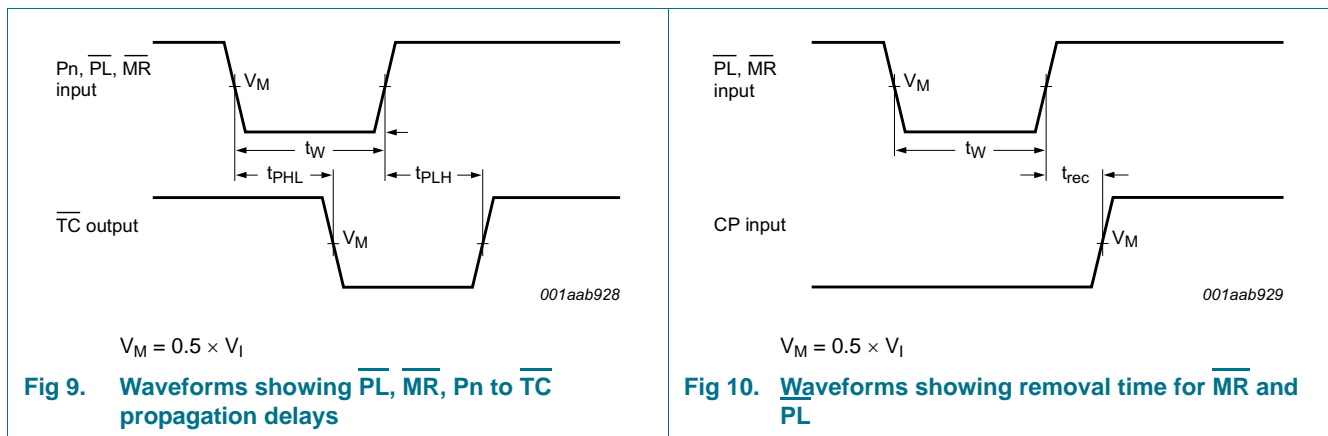 Pn, PL, MR
input
VM
tW
tPHL
tPLH
TC output
VM
001aab928
VM = 0.5 × VI
Fig 9. Waveforms showing PL, MR, Pn to TC
propagation delays
PL, MR
input
VM
tW
trec
CP input
VM
001aab929
VM = 0.5 × VI
Fig 10. Waveforms showing removal time for MR and
PL